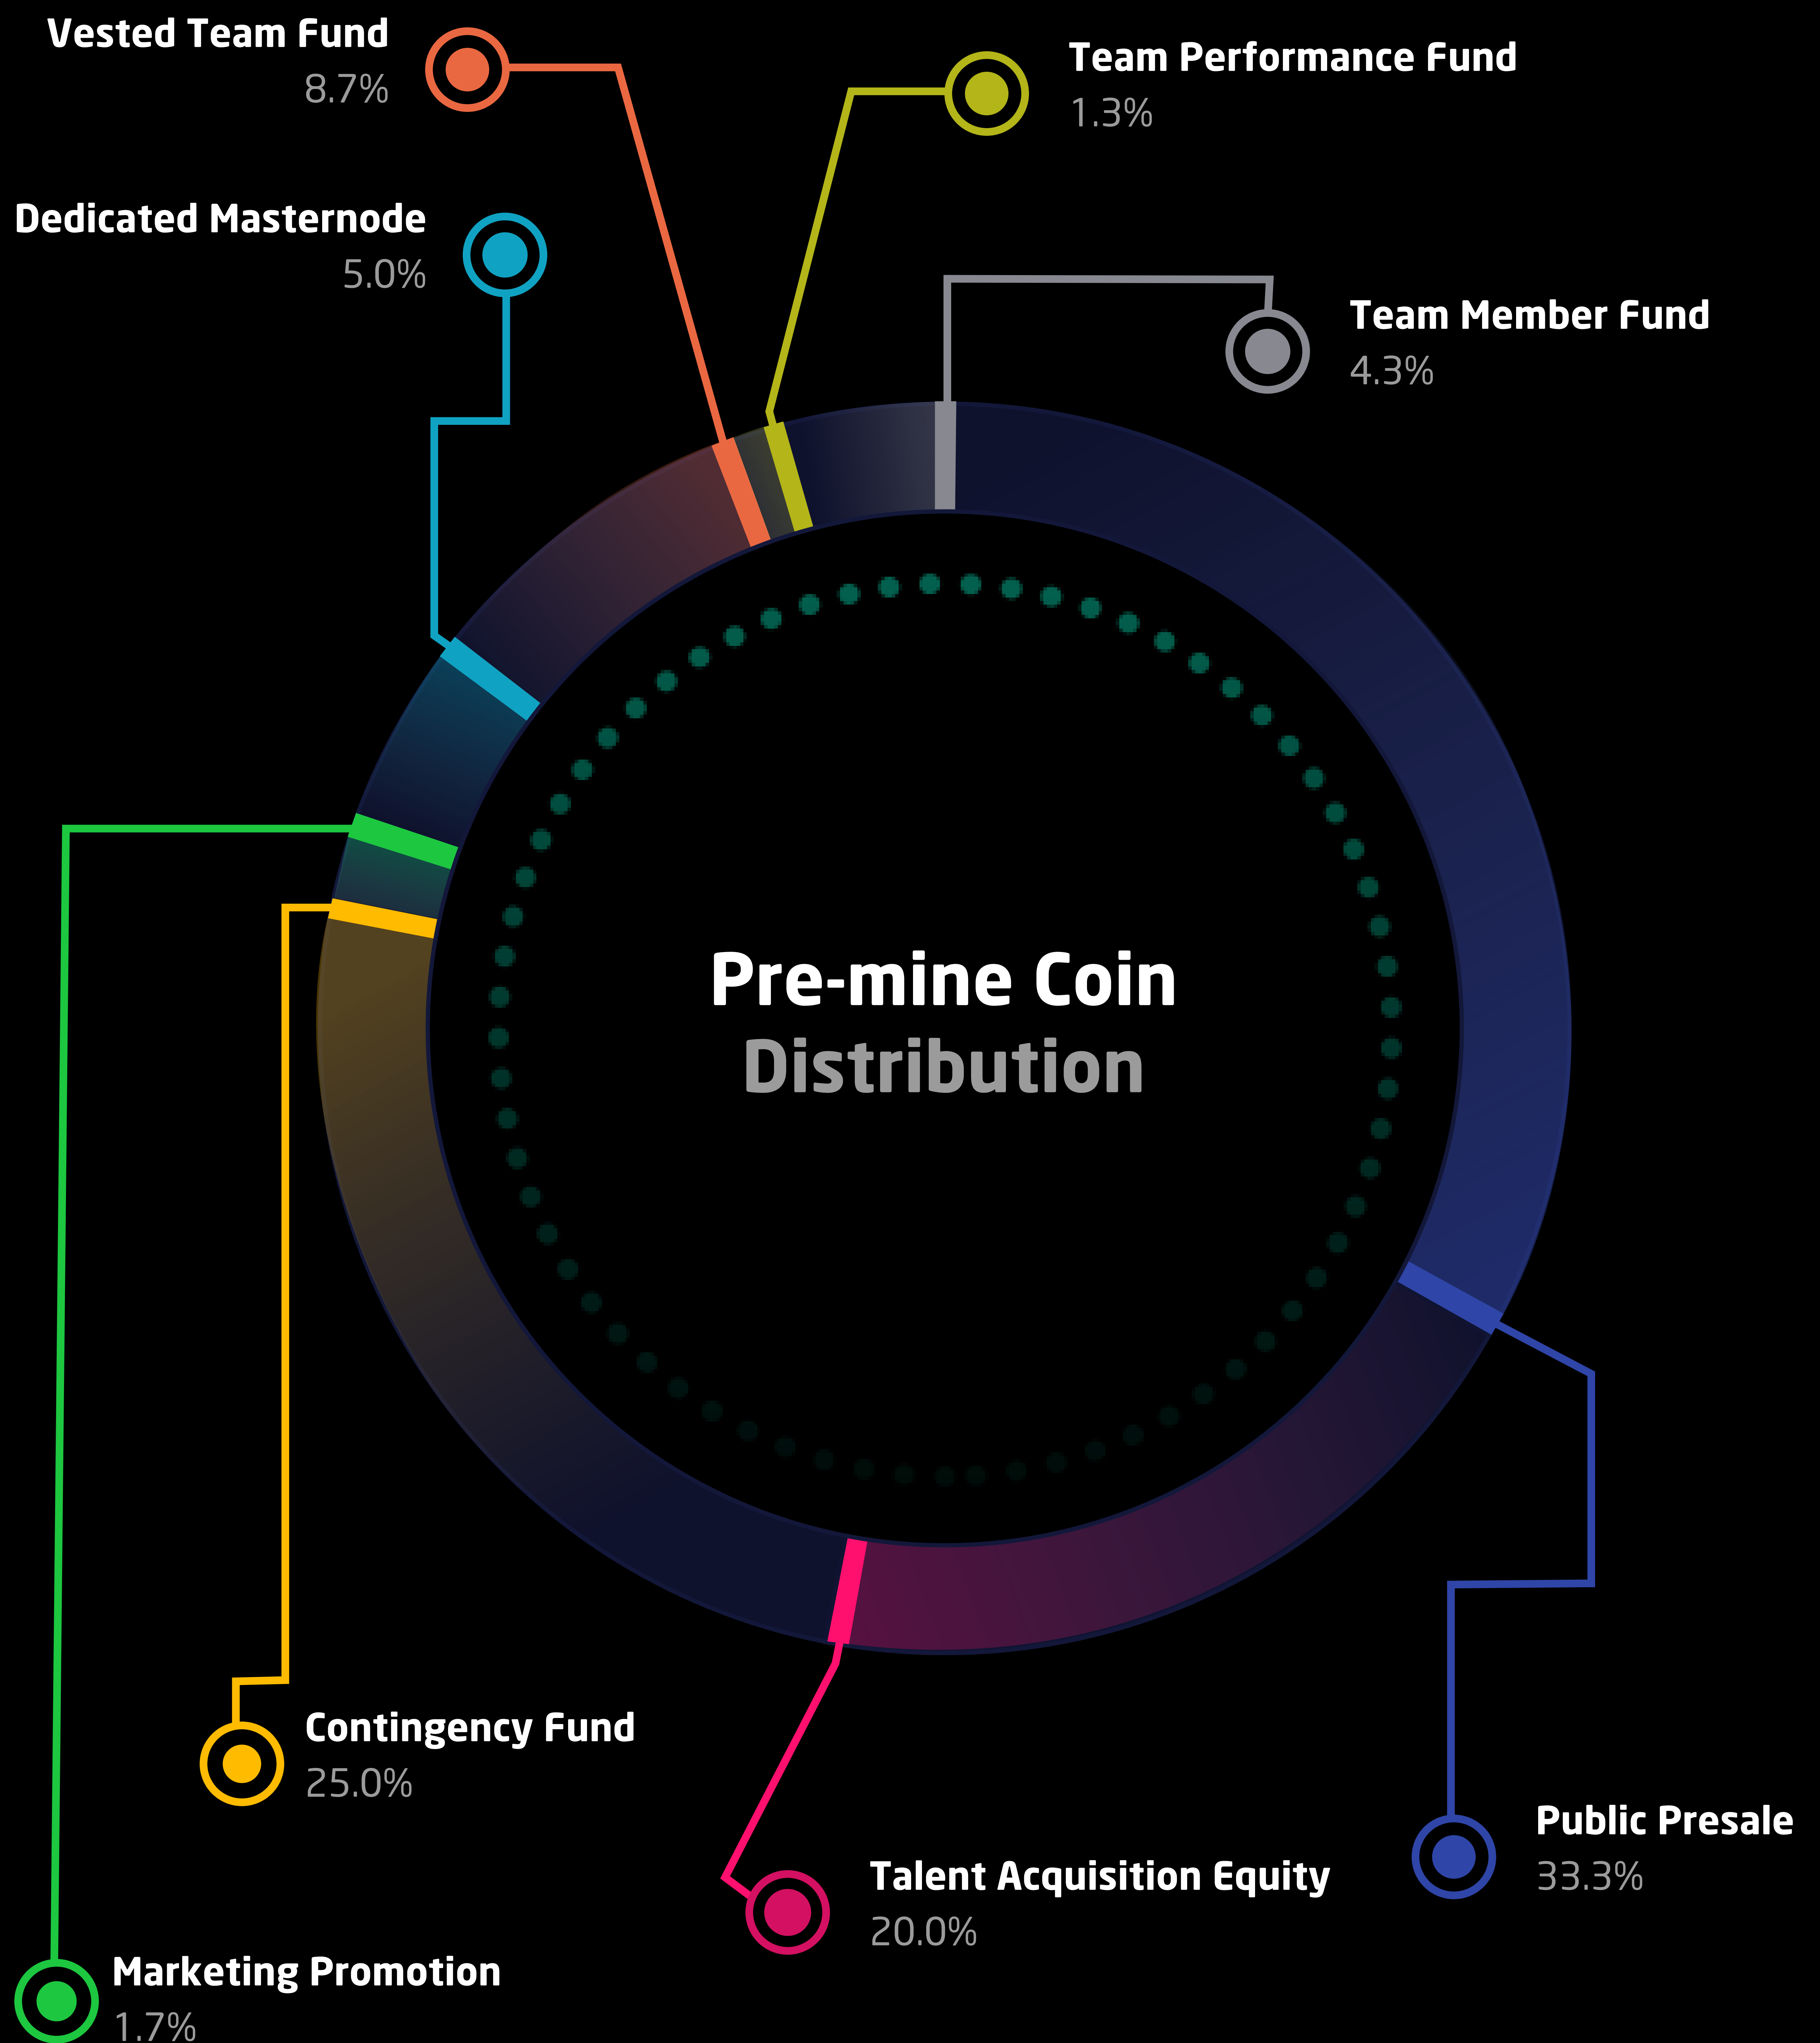 Vested Team Fund
8.7%
Team Performance Fund
1.3%
Dedicated Masternode
5.0%
Team Member Fund
4.3%
Pre-mine Coin
Distribution
Contingency Fund
25.0%
Public Presale
33.3%
Talent Acquisition Equity
20.0%
Marketing Promotion
1.7%